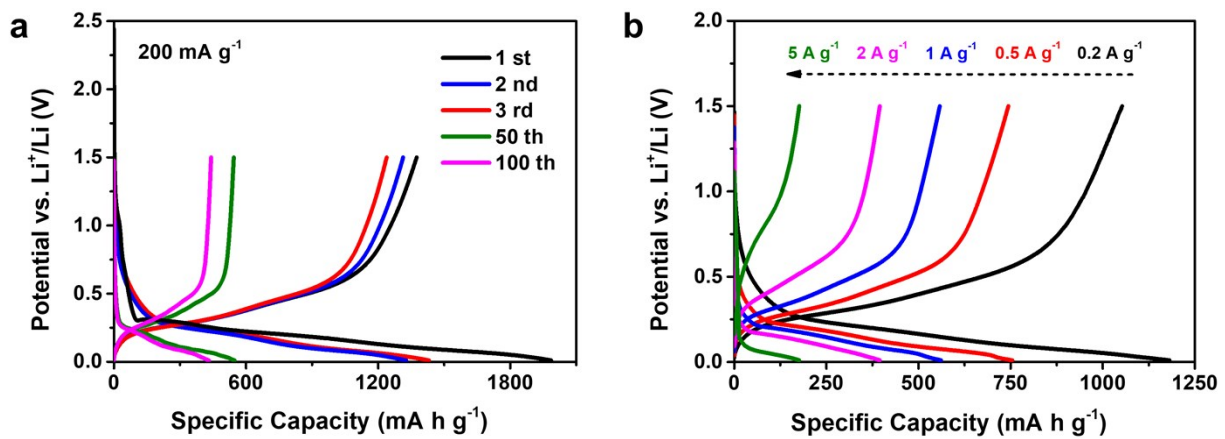 a
200 mA g⁻¹
1 st
2 nd
3 rd
50 th
100 th
2.5
2.0
1.5
1.0
0.5
0.0
Potential vs. Li⁺/Li (V)
0
600
1200
1800
Specific Capacity (mA h g⁻¹)
b
5 A g⁻¹
2 A g⁻¹
1 A g⁻¹
0.5 A g⁻¹
0.2 A g⁻¹
2.0
1.5
1.0
0.5
0.0
Potential vs. Li⁺/Li (V)
0
250
500
750
1000
1250
Specific Capacity (mA h g⁻¹)